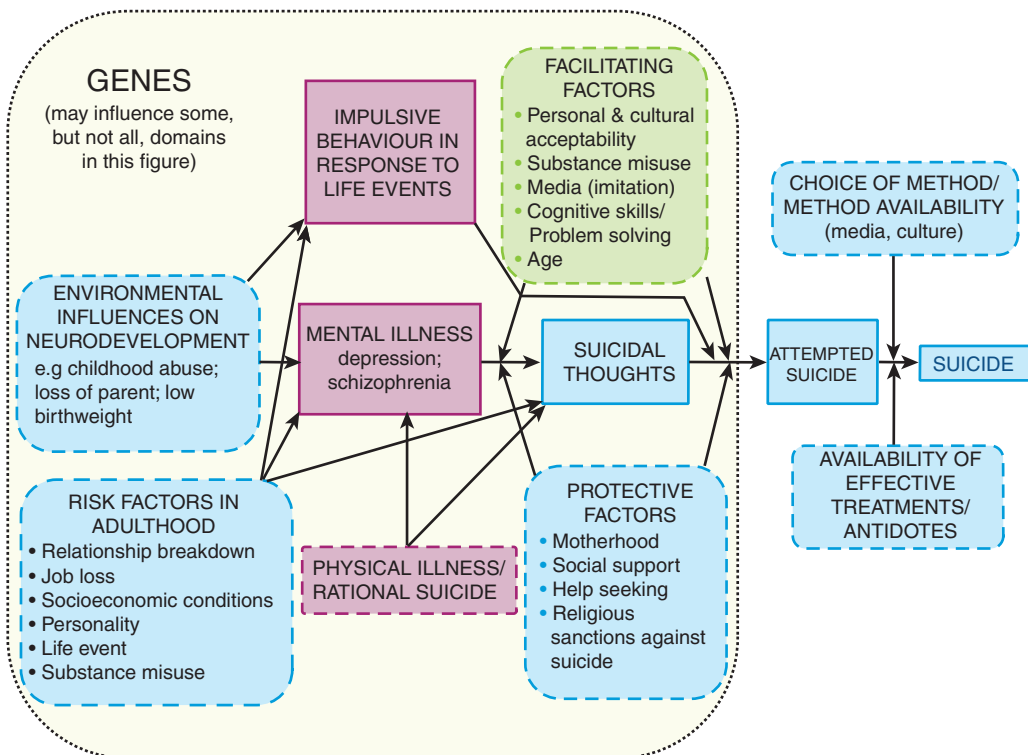 GENES
(may influence some,
but not all, domains
in this figure)
IMPULSIVE
BEHAVIOUR IN
RESPONSE TO
LIFE EVENTS
FACILITATING
FACTORS
• Personal & cultural
acceptability
• Substance misuse
• Media (imitation)
• Cognitive skills/
Problem solving
• Age
CHOICE OF METHOD/
METHOD AVAILABILITY
(media, culture)
ENVIRONMENTAL
INFLUENCES ON
NEURODEVELOPMENT
e.g childhood abuse;
loss of parent; low
birthweight
MENTAL ILLNESS
depression;
schizophrenia
SUICIDAL
THOUGHTS
ATTEMPTED
SUICIDE
SUICIDE
RISK FACTORS IN
ADULTHOOD
• Relationship breakdown
• Job loss
• Socioeconomic conditions
• Personality
• Life event
• Substance misuse
PHYSICAL ILLNESS/
RATIONAL SUICIDE
PROTECTIVE
FACTORS
• Motherhood
• Social support
• Help seeking
• Religious
sanctions against
suicide
AVAILABILITY OF
EFFECTIVE
TREATMENTS/
ANTIDOTES